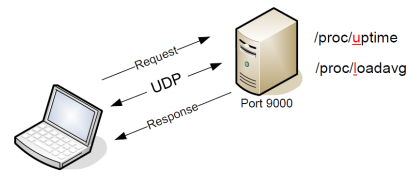 Request
UDP
Response
Port 9000
/proc/uptime
/proc/loadavg